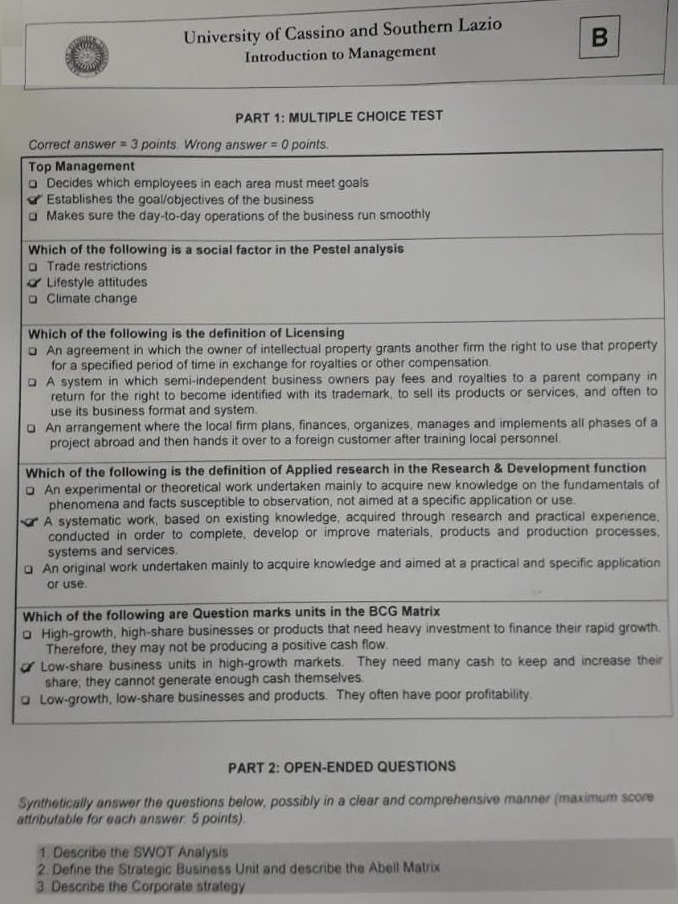 University of Cassino and Southern Lazio
Introduction to Management
B
PART 1: MULTIPLE CHOICE TEST
Correct answer = 3 points. Wrong answer = 0 points.
Top Management
Decides which employees in each area must meet goals
Establishes the goal/objectives of the business
Makes sure the day-to-day operations of the business run smoothly
Which of the following is a social factor in the Pestel analysis
Trade restrictions
Lifestyle attitudes
Climate change
Which of the following is the definition of Licensing
An agreement in which the owner of intellectual property grants another firm the right to use that property
for a specified period of time in exchange for royalties or other compensation.
A system in which semi-independent business owners pay fees and royalties to a parent company in
return for the right to become identified with its trademark, to sell its products or services, and often to
use its business format and system.
An arrangement where the local firm plans, finances, organizes, manages and implements all phases of a
project abroad and then hands it over to a foreign customer after training local personnel.
Which of the following is the definition of Applied research in the Research & Development function
An experimental or theoretical work undertaken mainly to acquire new knowledge on the fundamentals of
phenomena and facts susceptible to observation, not aimed at a specific application or use.
A systematic work, based on existing knowledge, acquired through research and practical experience,
conducted in order to complete, develop or improve materials, products and production processes,
systems and services.
An original work undertaken mainly to acquire knowledge and aimed at a practical and specific application
or use.
Which of the following are Question marks units in the BCG Matrix
High-growth, high-share businesses or products that need heavy investment to finance their rapid growth.
Therefore, they may not be producing a positive cash flow.
Low-share business units in high-growth markets. They need many cash to keep and increase their
share; they cannot generate enough cash themselves.
Low-growth, low-share businesses and products. They often have poor profitability.
PART 2: OPEN-ENDED QUESTIONS
Synthetically answer the questions below, possibly in a clear and comprehensive manner (maximum score
attributable for each answer: 5 points).
1. Describe the SWOT Analysis
2. Define the Strategic Business Unit and describe the Abell Matrix
3. Describe the Corporate strategy